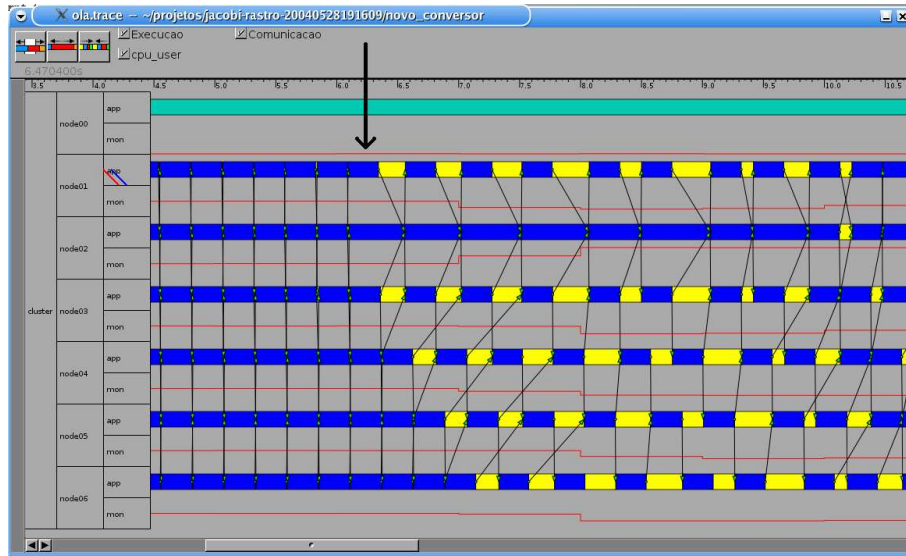 ola.trace -- ~/projetos/jacobi-rastro-20040528191609/novo_conversor
Execucao Comunicacao
cpu_user
6.470400s
3.5 4.0 4.5 5.0 5.5 6.0 6.5 7.0 7.5 8.0 8.5 9.0 9.5 10.0 10.5
cluster
node00
app
mon
node01
app
mon
node02
app
mon
node03
app
mon
node04
app
mon
node05
app
mon
node06
app
mon